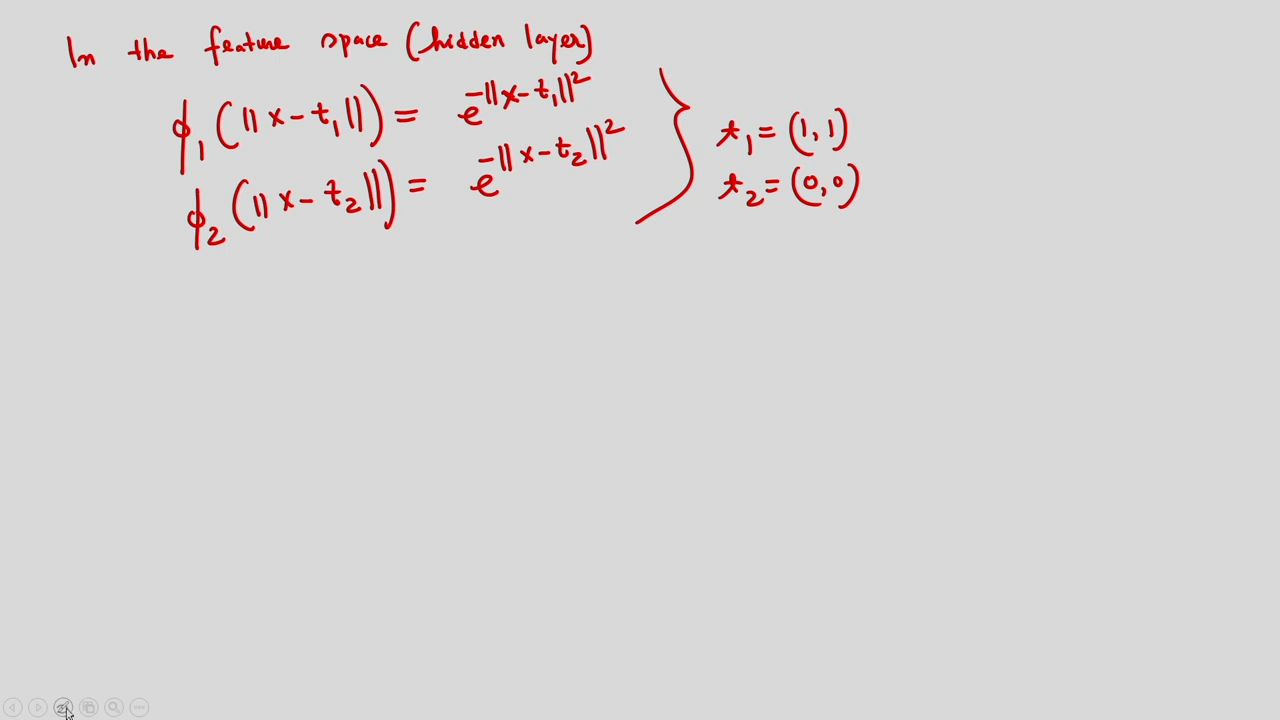 In the feature space (hidden layer)
ϕ₁(||x-t₁||) = e^{-||x-t₁||²}
ϕ₂(||x-t₂||) = e^{-||x-t₂||²}
t₁ = (1,1)
t₂ = (0,0)